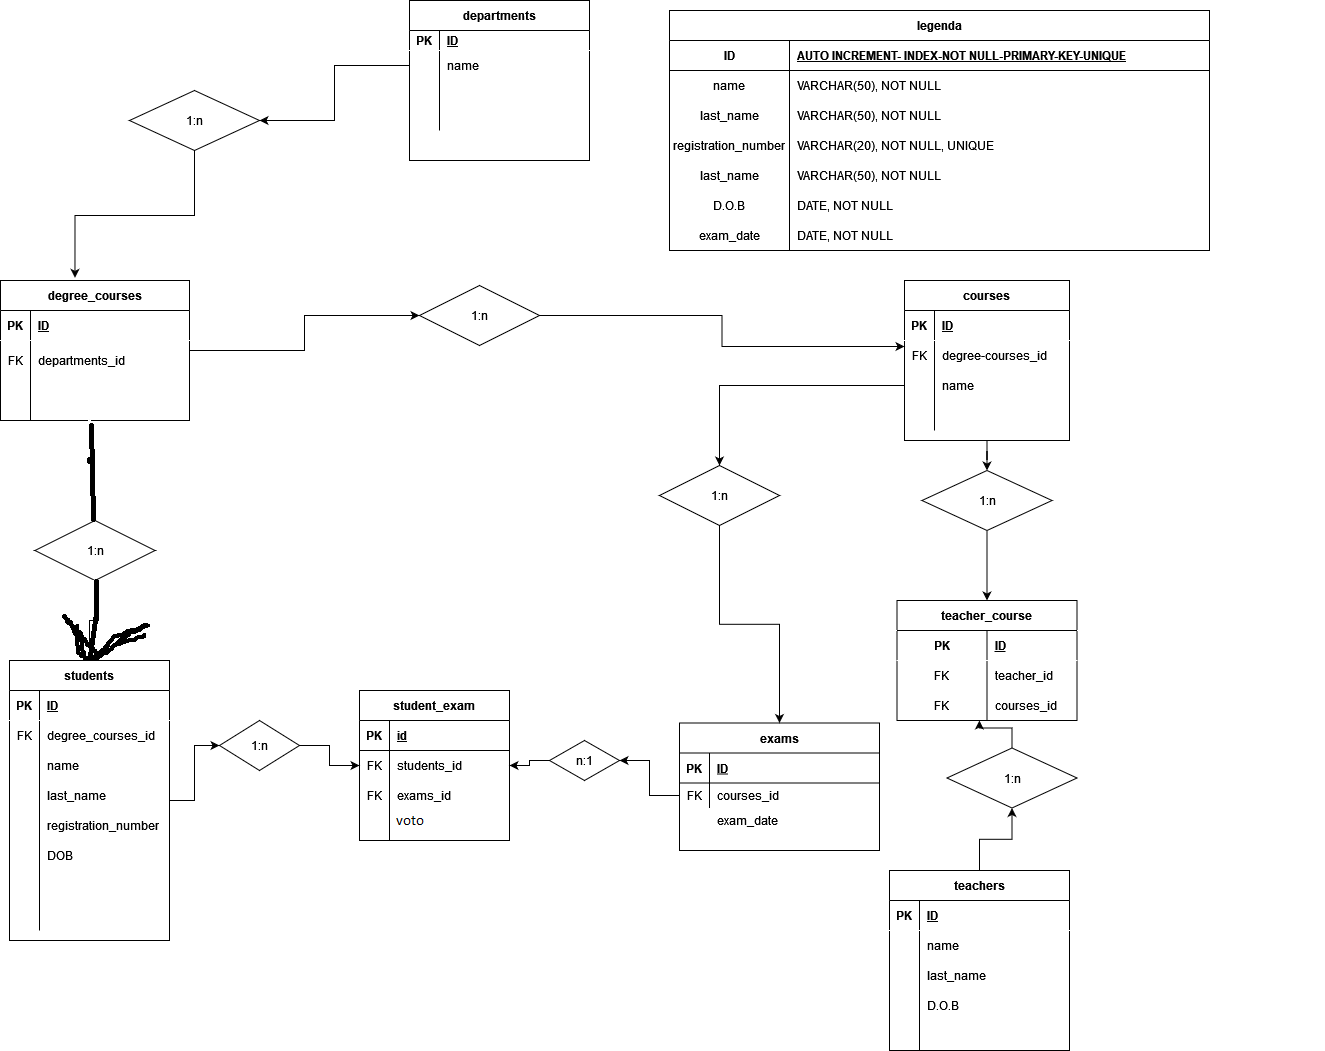 departments
PK ID
name
legenda
ID AUTO INCREMENT- INDEX-NOT NULL-PRIMARY-KEY-UNIQUE
name VARCHAR(50), NOT NULL
last_name VARCHAR(50), NOT NULL
registration_number VARCHAR(20), NOT NULL, UNIQUE
last_name VARCHAR(50), NOT NULL
D.O.B DATE, NOT NULL
exam_date DATE, NOT NULL
1:n
degree_courses
PK ID
FK departments_id
1:n
courses
PK ID
FK degree-courses_id
name
1:n
1:n
1:n
teacher_course
PK ID
FK teacher_id
FK courses_id
students
PK ID
FK degree_courses_id
name
last_name
registration_number
DOB
1:n
student_exam
PK id
FK students_id
FK exams_id
voto
n:1
exams
PK ID
FK courses_id
exam_date
1:n
teachers
PK ID
name
last_name
D.O.B